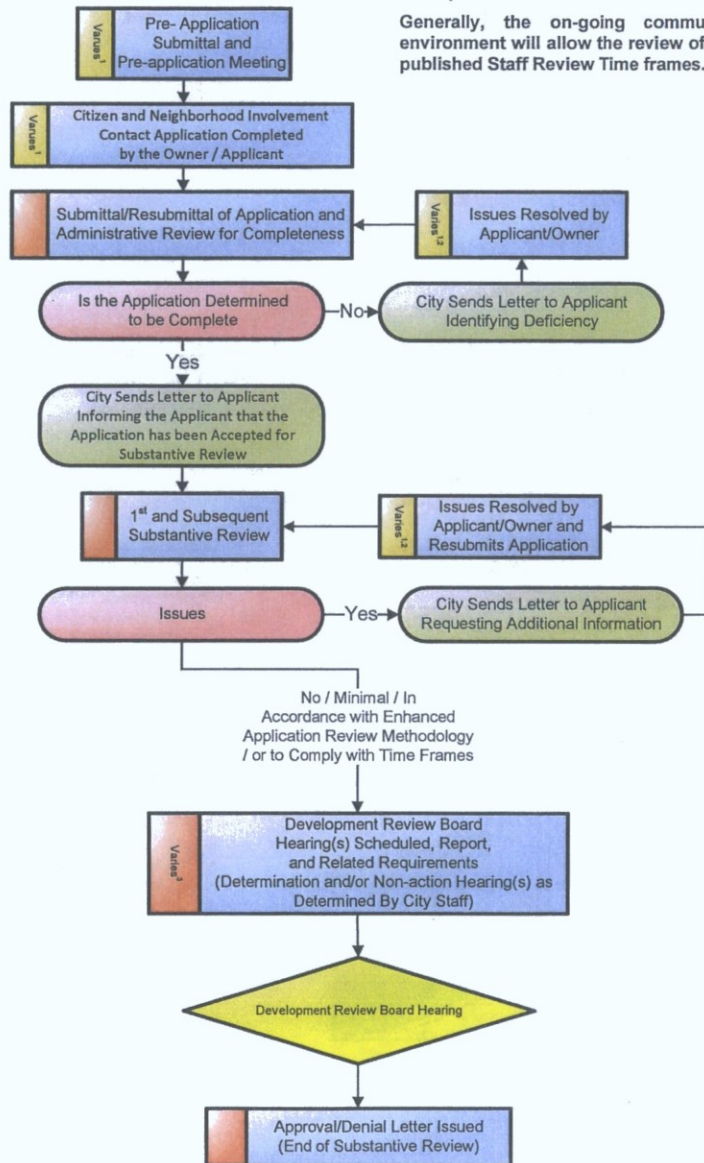 Generally, the on-going commu
environment will allow the review of
published Staff Review Time frames.
Varues¹
Pre- Application
Submittal and
Pre-application Meeting
Varues¹
Citizen and Neighborhood Involvement
Contact Application Completed
by the Owner / Applicant
Submittal/Resubmittal of Application and
Administrative Review for Completeness
Varies¹,²
Issues Resolved by
Applicant/Owner
Is the Application Determined
to be Complete
No
City Sends Letter to Applicant
Identifying Deficiency
Yes
City Sends Letter to Applicant
Informing the Applicant that the
Application has been Accepted for
Substantive Review
1st and Subsequent
Substantive Review
Varies¹,²
Issues Resolved by
Applicant/Owner and
Resubmits Application
Issues
Yes
City Sends Letter to Applicant
Requesting Additional Information
No / Minimal / In
Accordance with Enhanced
Application Review Methodology
/ or to Comply with Time Frames
Varies³
Development Review Board
Hearing(s) Scheduled, Report,
and Related Requirements
(Determination and/or Non-action Hearing(s) as
Determined By City Staff)
Development Review Board Hearing
Approval/Denial Letter Issued
(End of Substantive Review)